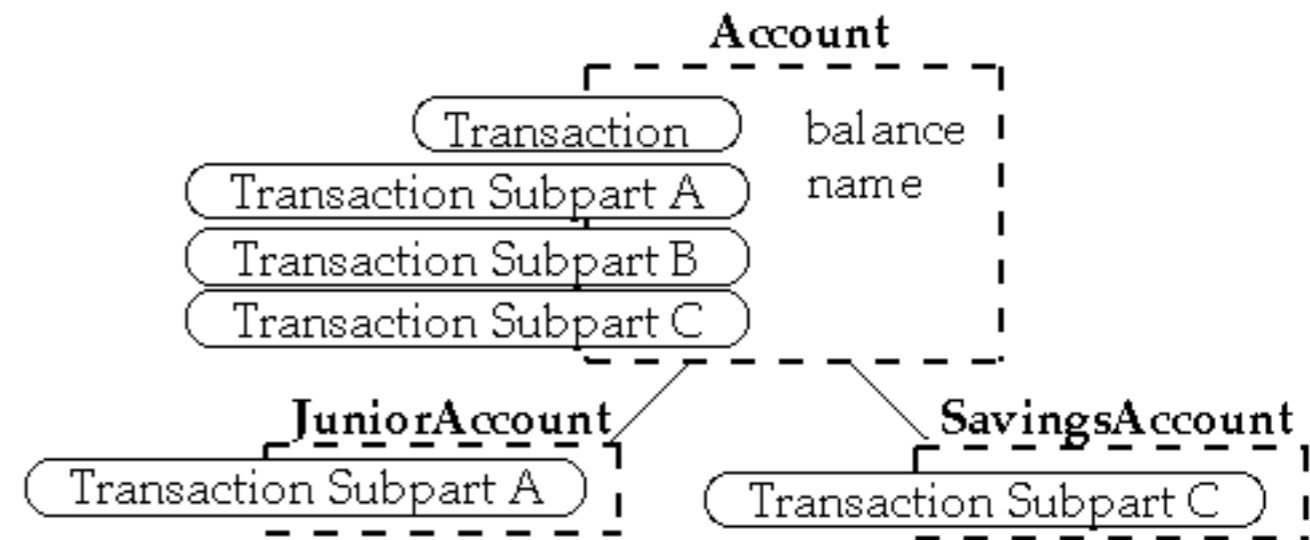 Account
Transaction
balance
Transaction Subpart A
name
Transaction Subpart B
Transaction Subpart C
JuniorAccount
SavingsAccount
Transaction Subpart A
Transaction Subpart C